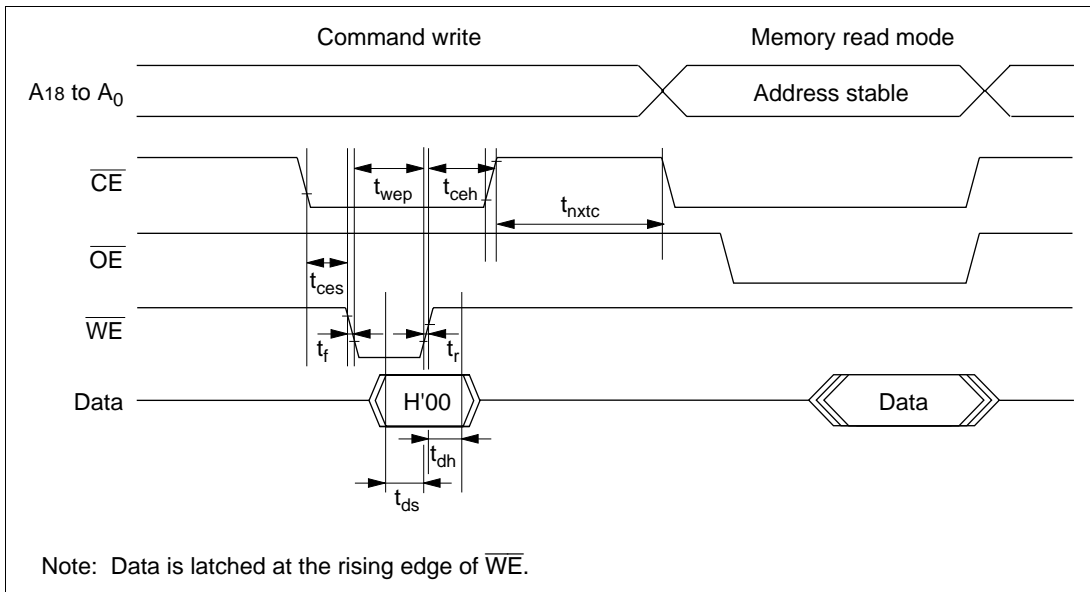 Command write
Memory read mode
A18 to A0
Address stable
CE
twep
tceh
tnxtc
OE
tces
WE
tf
tr
Data
H'00
Data
tdh
tds
Note: Data is latched at the rising edge of WE.